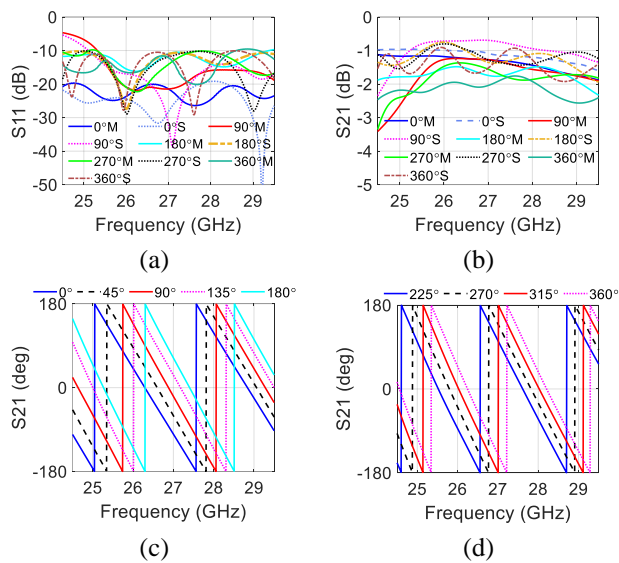 0
-10
-20
-30
-40
-50
S11 (dB)
0°M 0°S 90°M
90°S 180°M 180°S
270°M 270°S 360°M
360°S
25 26 27 28 29
Frequency (GHz)
(a)
0
-1
-2
-3
-4
5
S21 (dB)
0°M 0°S 90°M
90°S 180°M 180°S
270°M 270°S 360°M
360°S
25 26 27 28 29
Frequency (GHz)
(b)
0° 45° 90° 135° 180°
180
0
-180
S21 (deg)
25 26 27 28 29
Frequency (GHz)
(c)
225° 270° 315° 360°
180
0
-180
S21 (deg)
25 26 27 28 29
Frequency (GHz)
(d)